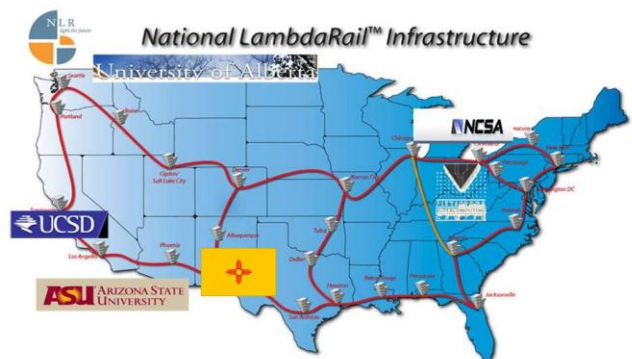 NLR
light the future
National LambdaRail™ Infrastructure
University of Alberta
Seattle
Portland
Boise
Ogden/
Salt Lake City
Denver
Kansas City
Chicago
NCSA
Cleveland
Pittsburgh
New York
Washington DC
Raleigh
Atlanta
Jacksonville
Pensacola
Baton Rouge
Houston
San Antonio
Dallas
Tulsa
Albuquerque
Phoenix
Los Angeles
UCSD
ASU ARIZONA STATE
UNIVERSITY